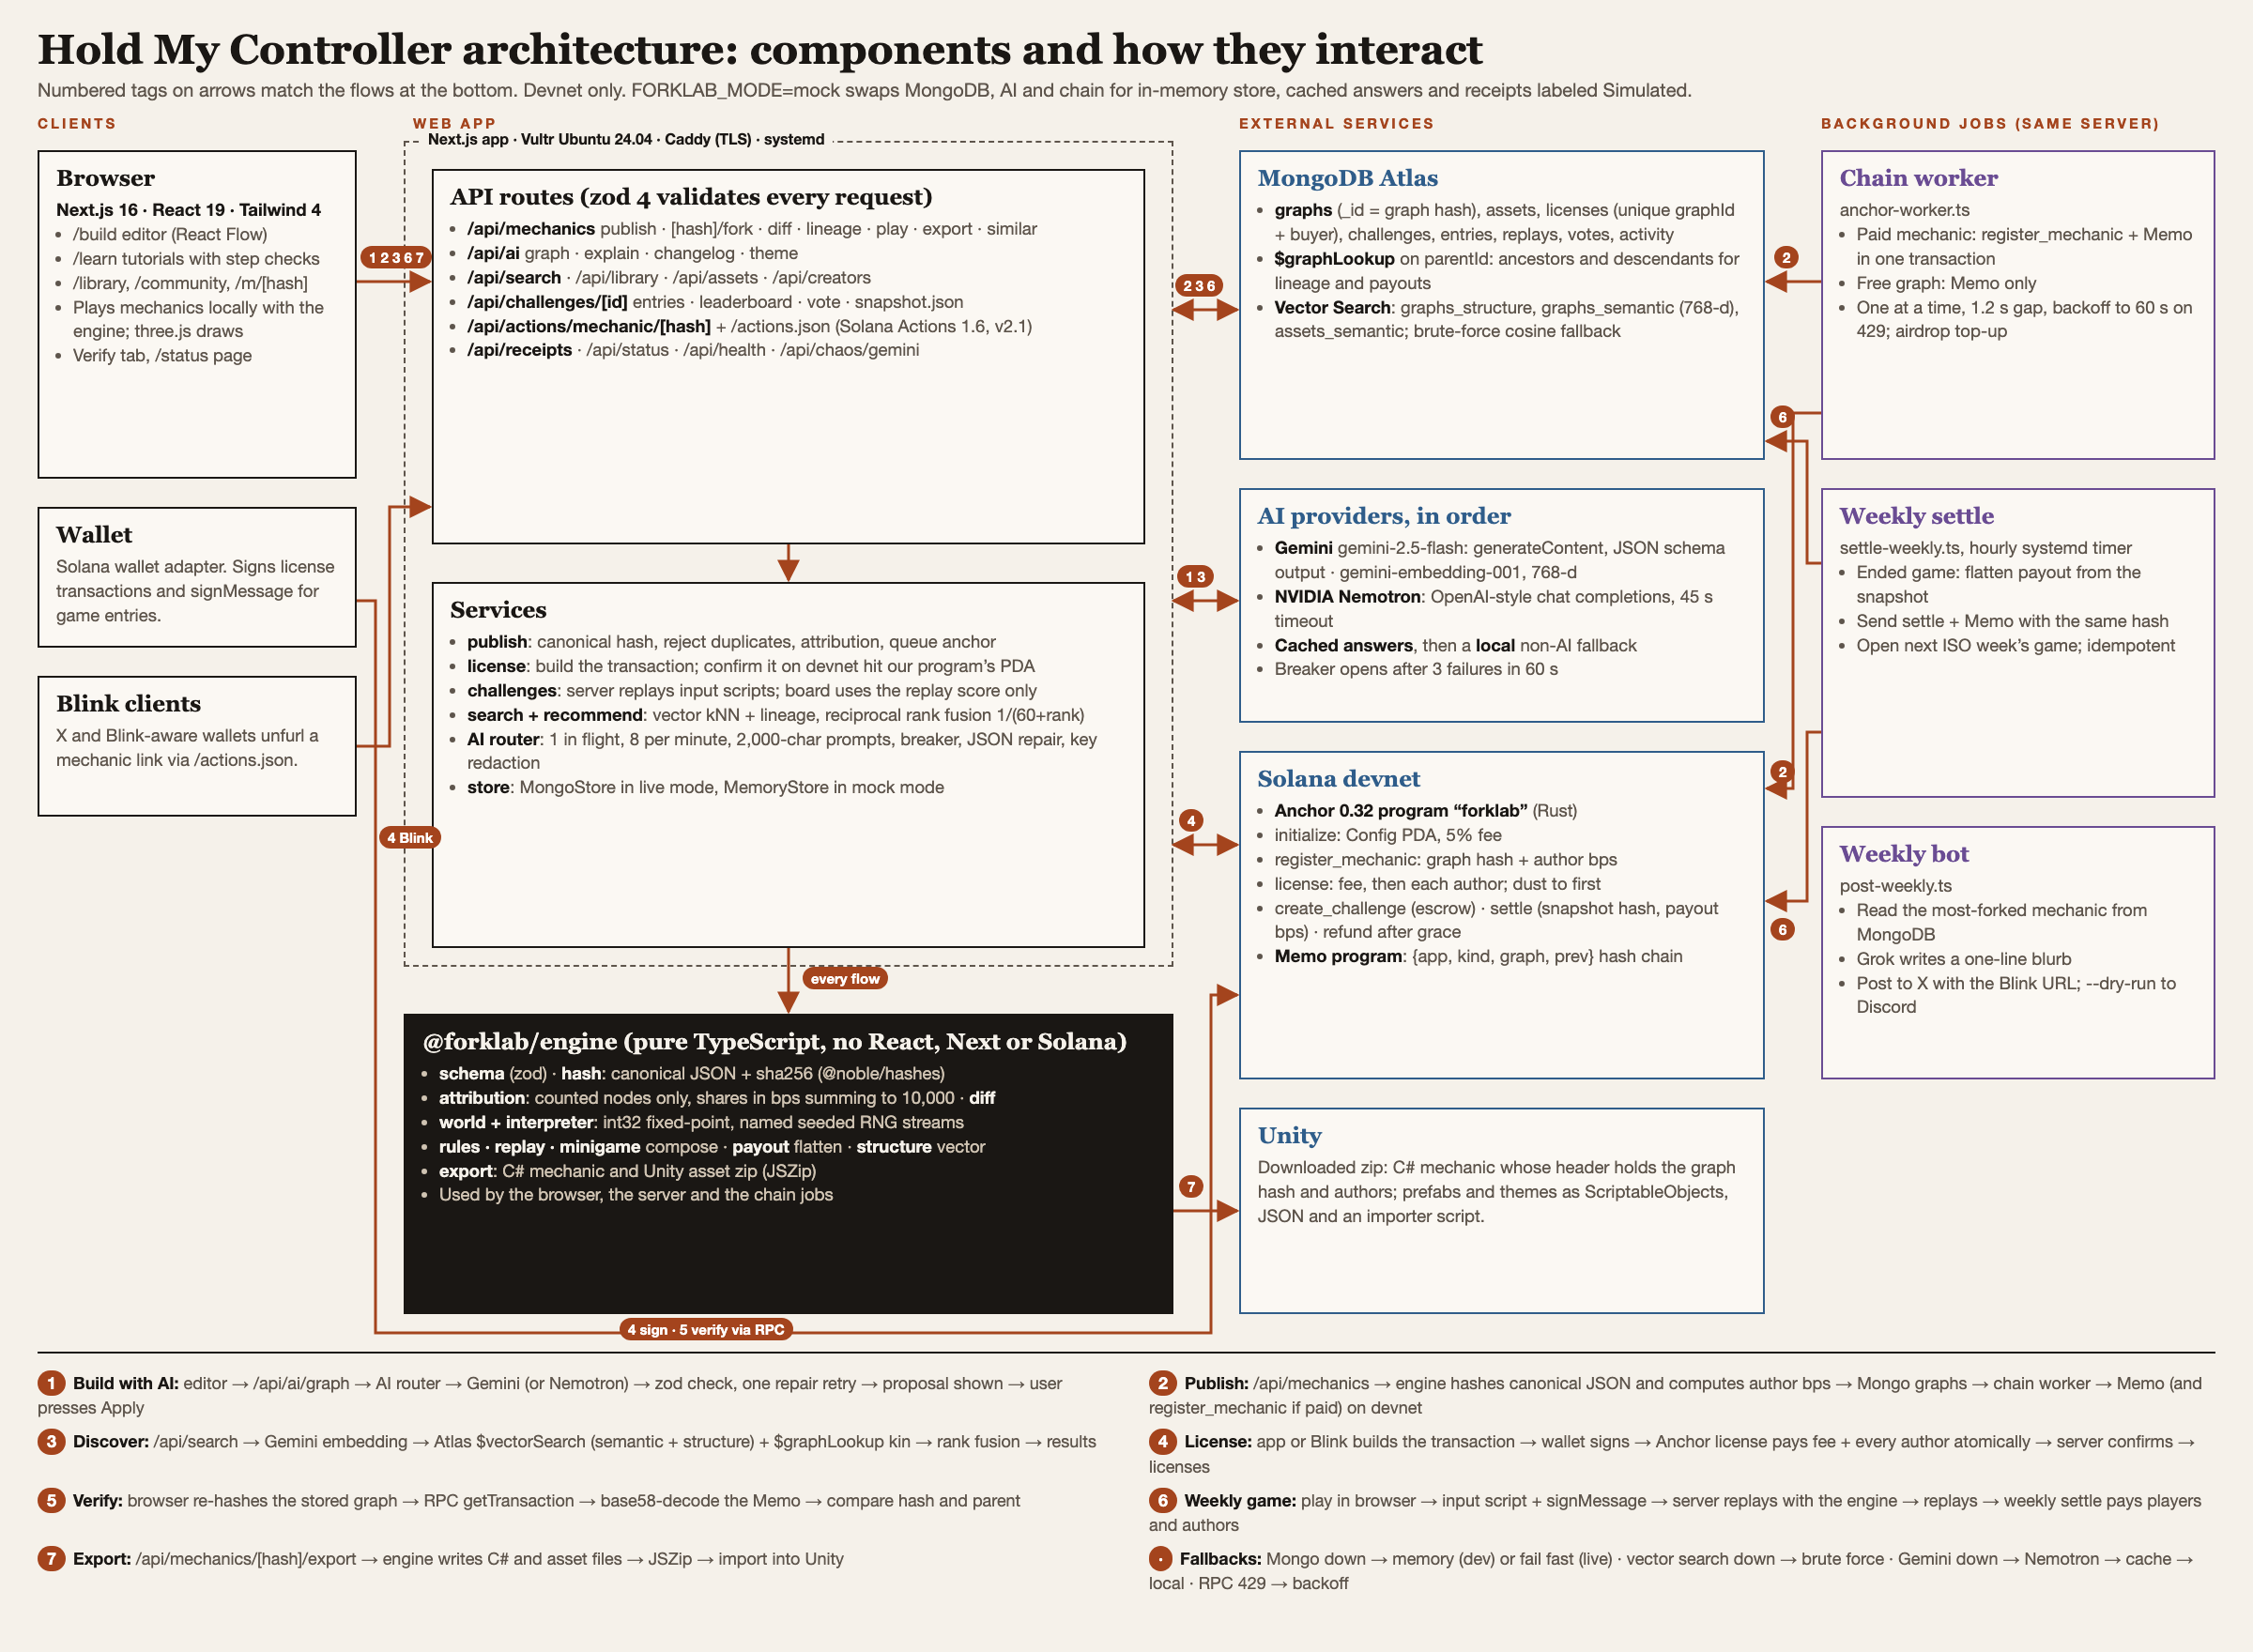 Hold My Controller architecture: components and how they interact
Numbered tags on arrows match the flows at the bottom. Devnet only. FORKLAB_MODE=mock swaps MongoDB, AI and chain for in-memory store, cached answers and receipts labeled Simulated.
CLIENTS
Browser
Next.js 16 · React 19 · Tailwind 4
• /build editor (React Flow)
• /learn tutorials with step checks
• /library, /community, /m/[hash]
• Plays mechanics locally with the
engine; three.js draws
• Verify tab, /status page
Wallet
Solana wallet adapter. Signs license
transactions and signMessage for
game entries.
Blink clients
X and Blink-aware wallets unfurl a
mechanic link via /actions.json.
1 2 3 6 7
4 Blink
WEB APP
Next.js app · Vultr Ubuntu 24.04 · Caddy (TLS) · systemd
API routes (zod 4 validates every request)
• /api/mechanics publish · [hash]/fork · diff · lineage · play · export · similar
• /api/ai graph · explain · changelog · theme
• /api/search · /api/library · /api/assets · /api/creators
• /api/challenges/[id] entries · leaderboard · vote · snapshot.json
• /api/actions/mechanic/[hash] + /actions.json (Solana Actions 1.6, v2.1)
• /api/receipts · /api/status · /api/health · /api/chaos/gemini
Services
• publish: canonical hash, reject duplicates, attribution, queue anchor
• license: build the transaction; confirm it on devnet hit our program’s PDA
• challenges: server replays input scripts; board uses the replay score only
• search + recommend: vector kNN + lineage, reciprocal rank fusion 1/(60+rank)
• AI router: 1 in flight, 8 per minute, 2,000-char prompts, breaker, JSON repair, key
redaction
• store: MongoStore in live mode, MemoryStore in mock mode
every flow
@forklab/engine (pure TypeScript, no React, Next or Solana)
• schema (zod) · hash: canonical JSON + sha256 (@noble/hashes)
• attribution: counted nodes only, shares in bps summing to 10,000 · diff
• world + interpreter: int32 fixed-point, named seeded RNG streams
• rules · replay · minigame compose · payout flatten · structure vector
• export: C# mechanic and Unity asset zip (JSZip)
• Used by the browser, the server and the chain jobs
4 sign · 5 verify via RPC
2 3 6
1 3
4
7
EXTERNAL SERVICES
MongoDB Atlas
• graphs (_id = graph hash), assets, licenses (unique graphId
+ buyer), challenges, entries, replays, votes, activity
• $graphLookup on parentId: ancestors and descendants for
lineage and payouts
• Vector Search: graphs_structure, graphs_semantic (768-d),
assets_semantic; brute-force cosine fallback
AI providers, in order
• Gemini gemini-2.5-flash: generateContent, JSON schema
output · gemini-embedding-001, 768-d
• NVIDIA Nemotron: OpenAI-style chat completions, 45 s
timeout
• Cached answers, then a local non-AI fallback
• Breaker opens after 3 failures in 60 s
Solana devnet
• Anchor 0.32 program “forklab” (Rust)
• initialize: Config PDA, 5% fee
• register_mechanic: graph hash + author bps
• license: fee, then each author; dust to first
• create_challenge (escrow) · settle (snapshot hash, payout
bps) · refund after grace
• Memo program: {app, kind, graph, prev} hash chain
Unity
Downloaded zip: C# mechanic whose header holds the graph
hash and authors; prefabs and themes as ScriptableObjects,
JSON and an importer script.
2
6
2
6
BACKGROUND JOBS (SAME SERVER)
Chain worker
anchor-worker.ts
• Paid mechanic: register_mechanic + Memo
in one transaction
• Free graph: Memo only
• One at a time, 1.2 s gap, backoff to 60 s on
429; airdrop top-up
Weekly settle
settle-weekly.ts, hourly systemd timer
• Ended game: flatten payout from the
snapshot
• Send settle + Memo with the same hash
• Open next ISO week’s game; idempotent
Weekly bot
post-weekly.ts
• Read the most-forked mechanic from
MongoDB
• Grok writes a one-line blurb
• Post to X with the Blink URL; --dry-run to
Discord
1 Build with AI: editor → /api/ai/graph → AI router → Gemini (or Nemotron) → zod check, one repair retry → proposal shown → user
presses Apply
2 Publish: /api/mechanics → engine hashes canonical JSON and computes author bps → Mongo graphs → chain worker → Memo (and
register_mechanic if paid) on devnet
3 Discover: /api/search → Gemini embedding → Atlas $vectorSearch (semantic + structure) + $graphLookup kin → rank fusion → results
4 License: app or Blink builds the transaction → wallet signs → Anchor license pays fee + every author atomically → server confirms →
licenses
5 Verify: browser re-hashes the stored graph → RPC getTransaction → base58-decode the Memo → compare hash and parent
6 Weekly game: play in browser → input script + signMessage → server replays with the engine → replays → weekly settle pays players
and authors
7 Export: /api/mechanics/[hash]/export → engine writes C# and asset files → JSZip → import into Unity
· Fallbacks: Mongo down → memory (dev) or fail fast (live) · vector search down → brute force · Gemini down → Nemotron → cache →
local · RPC 429 → backoff